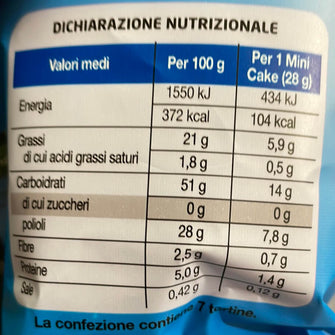 DICHIARAZIONE NUTRIZIONALE
Valori medi Per 100 g Per 1 Mini Cake (28 g)
Energia 1550 kJ 434 kJ
372 kcal 104 kcal
Grassi 21 g 5,9 g
di cui acidi grassi saturi 1,8 g 0,5 g
Carboidrati 51 g 14 g
di cui zuccheri 0 g 0 g
polioli 28 g 7,8 g
Fibre 2,5 g 0,7 g
Proteine 5,0 g 1,4 g
Sale 0,42 g 0,12 g
La confezione contiene 7 tortine.